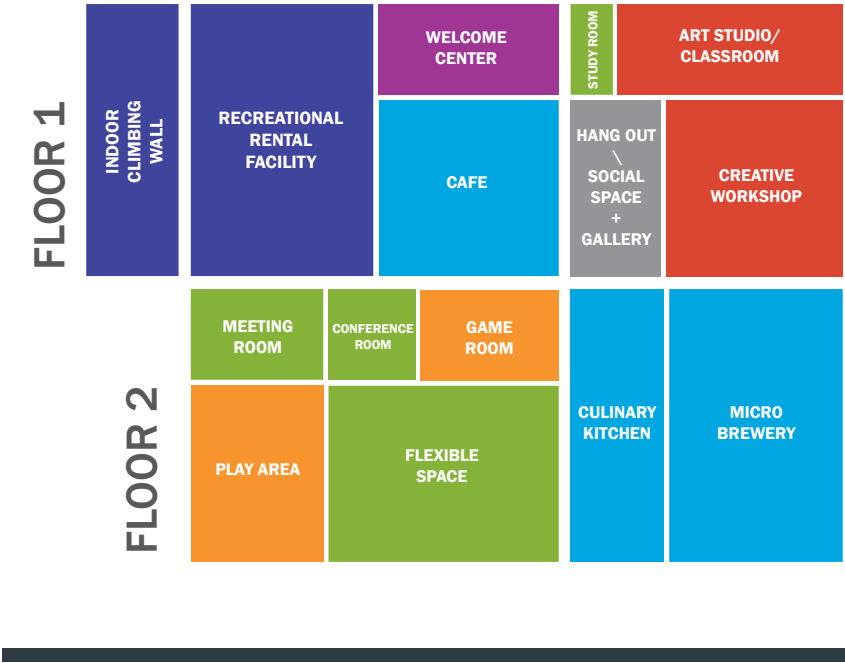 FLOOR 1
INDOOR
CLIMBING
WALL
RECREATIONAL
RENTAL
FACILITY
WELCOME
CENTER
CAFE
STUDY ROOM
ART STUDIO/
CLASSROOM
HANG OUT
\
SOCIAL
SPACE
+
GALLERY
CREATIVE
WORKSHOP
FLOOR 2
MEETING
ROOM
CONFERENCE
ROOM
GAME
ROOM
PLAY AREA
FLEXIBLE
SPACE
CULINARY
KITCHEN
MICRO
BREWERY